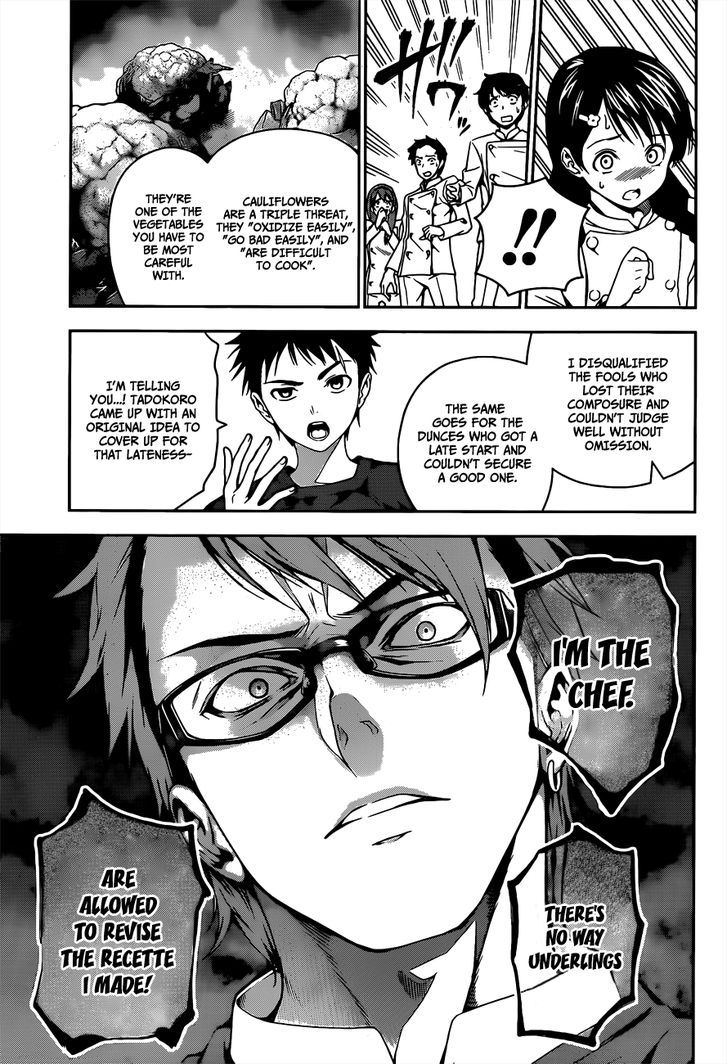 ザワ
ザワ
!!
CAULIFLOWERS
ARE A TRIPLE THREAT,
THEY "OXIDIZE EASILY",
"GO BAD EASILY", AND
"ARE DIFFICULT
TO COOK".
THEY'RE
ONE OF THE
VEGETABLES
YOU HAVE TO
BE MOST
CAREFUL
WITH.
I DISQUALIFIED
THE FOOLS WHO
LOST THEIR
COMPOSURE AND
COULDN'T JUDGE
WELL WITHOUT
OMISSION.
THE SAME
GOES FOR THE
DUNCES WHO GOT A
LATE START AND
COULDN'T SECURE
A GOOD ONE.
I'M TELLING
YOU...! TADOKORO
CAME UP WITH AN
ORIGINAL IDEA TO
COVER UP FOR
THAT LATENESS~
I'M THE
CHEF.
THERE'S
NO WAY
UNDERLINGS
ARE
ALLOWED
TO REVISE
THE RECETTE
I MADE!